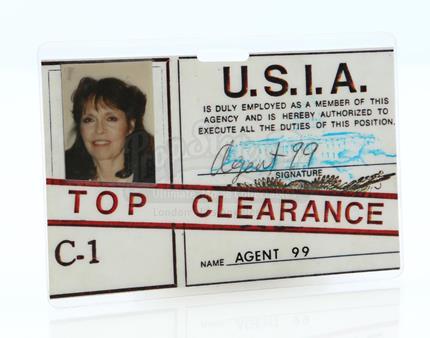 U.S.I.A.
IS DULY EMPLOYED AS A MEMBER OF THIS
AGENCY AND IS HEREBY AUTHORIZED TO
EXECUTE ALL THE DUTIES OF THIS POSITION.
Agent 99
SIGNATURE
TOP CLEARANCE
C-1
NAME AGENT 99